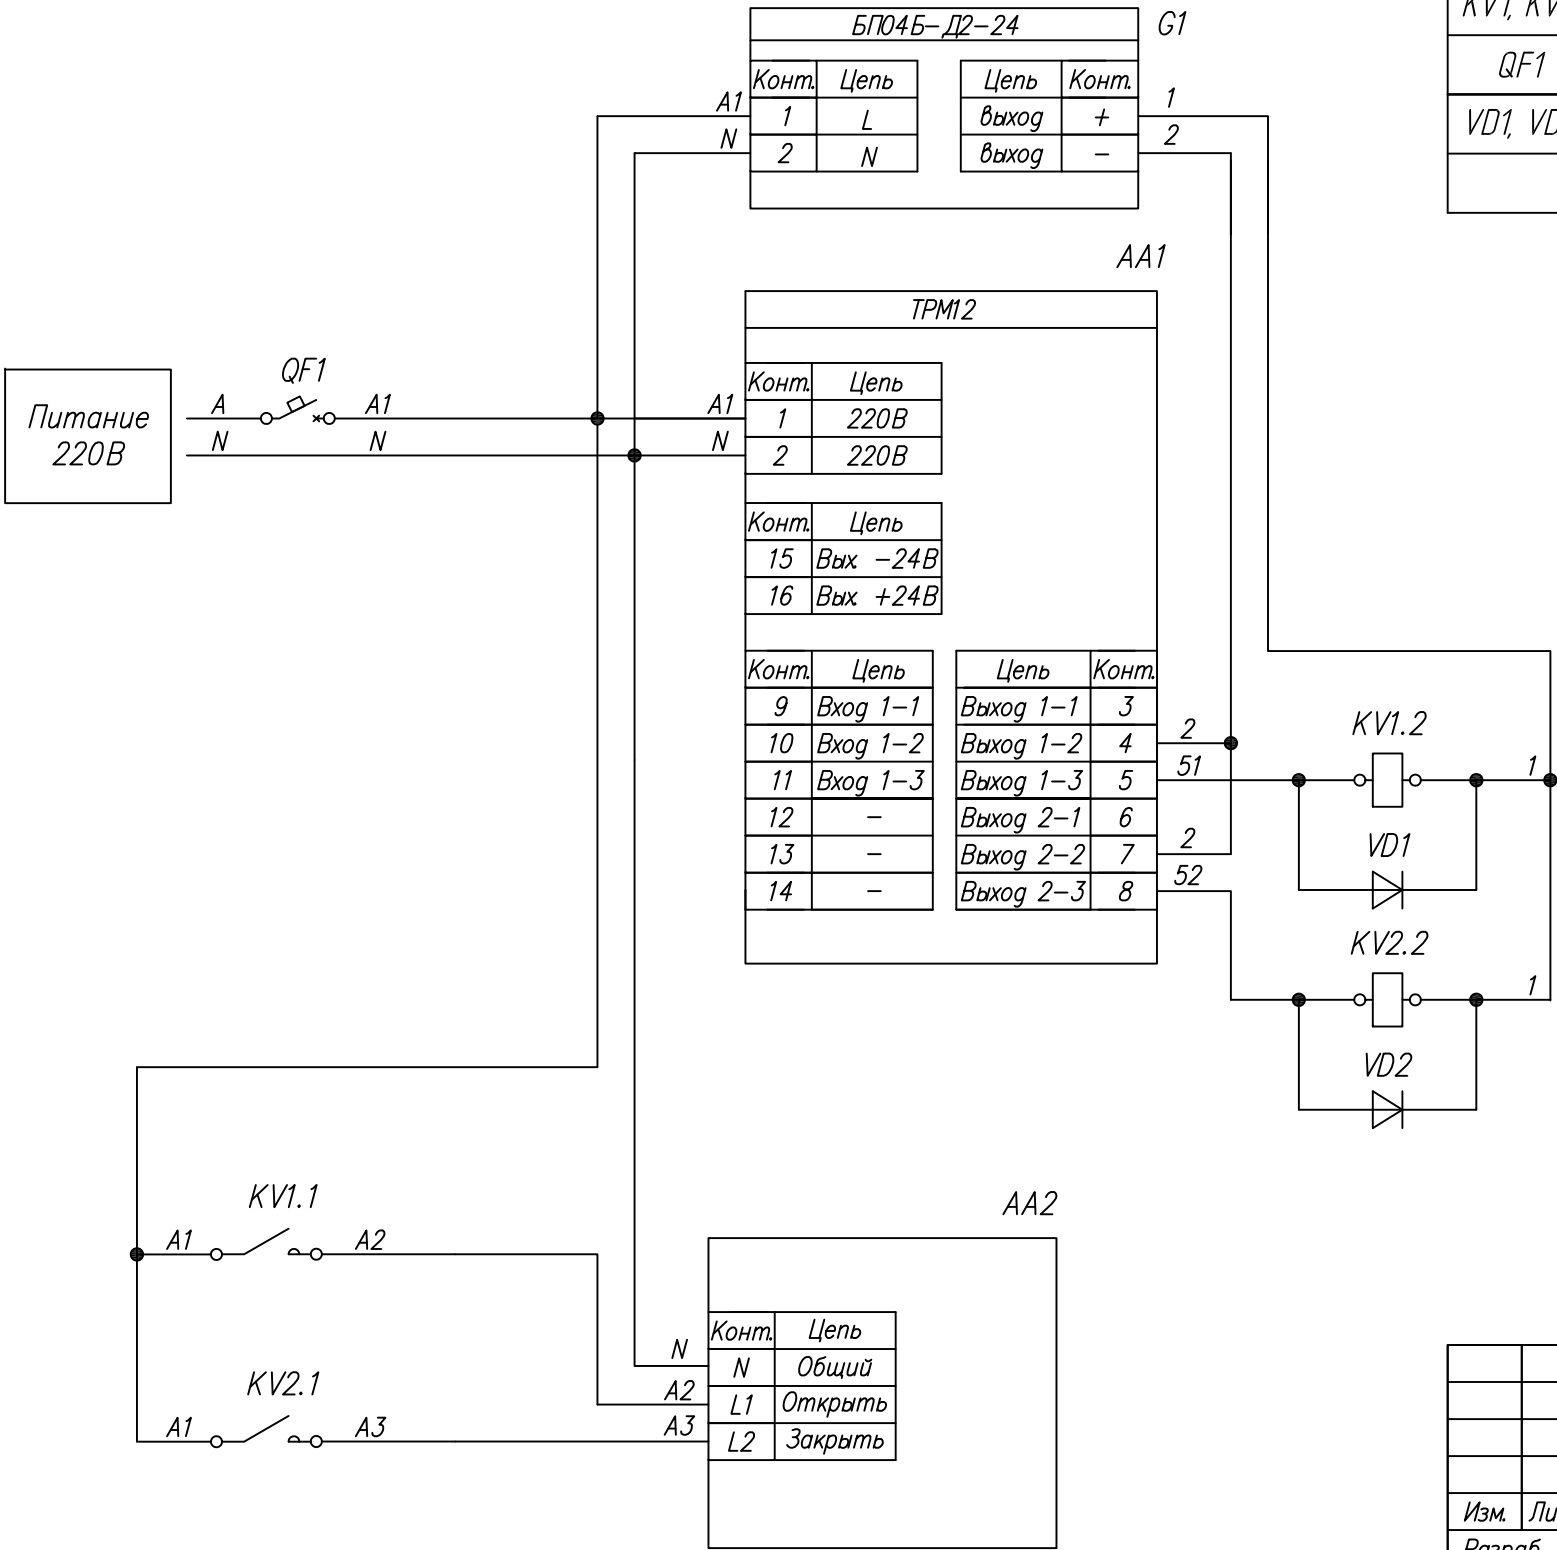 БП04Б-Д2-24
G1
Конт. Цепь
Цепь Конт.
A1 1 L
выход + 1
N 2 N
выход - 2
QF1
AA1
ТРМ12
Питание
220В
QF1
A A1
N N
Конт. Цепь
A1 1 220В
N 2 220В
Конт. Цепь
15 Вых. -24В
16 Вых. +24В
Конт. Цепь
9 Вход 1-1
10 Вход 1-2
11 Вход 1-3
12 -
13 -
14 -
Цепь Конт.
Выход 1-1 3
Выход 1-2 4 2
Выход 1-3 5 51
Выход 2-1 6
Выход 2-2 7 2
Выход 2-3 8 52
KV1.2
1
VD1
KV2.2
1
VD2
KV1.1
A1 A2
KV2.1
A1 A3
AA2
Конт. Цепь
N N Общий
A2 L1 Открыть
A3 L2 Закрыть
Изм.